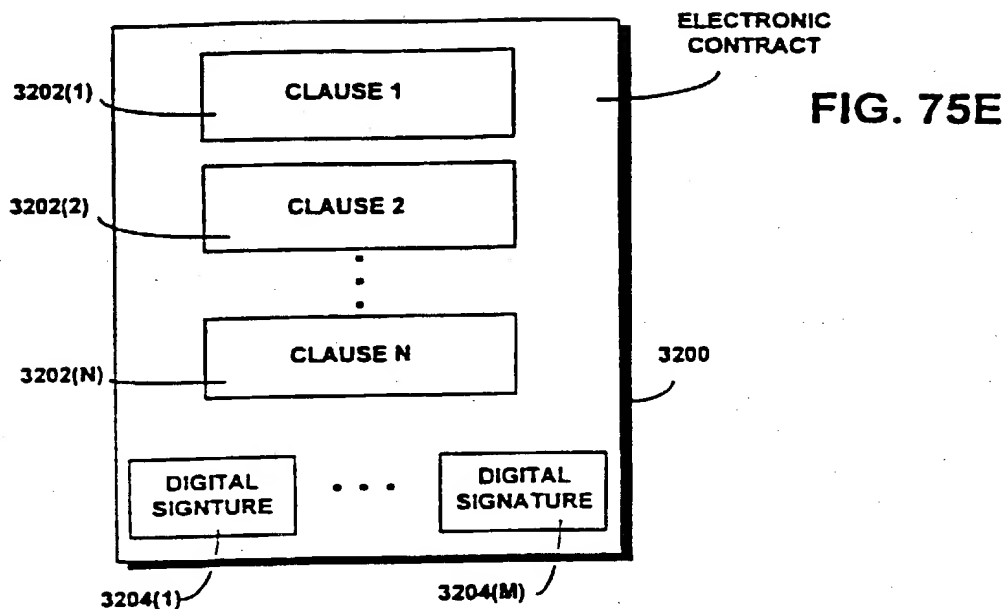 ELECTRONIC
CONTRACT
FIG. 75E
3202(1)
CLAUSE 1
3202(2)
CLAUSE 2
3202(N)
CLAUSE N
3200
DIGITAL
SIGNTURE
DIGITAL
SIGNATURE
3204(1)
3204(M)